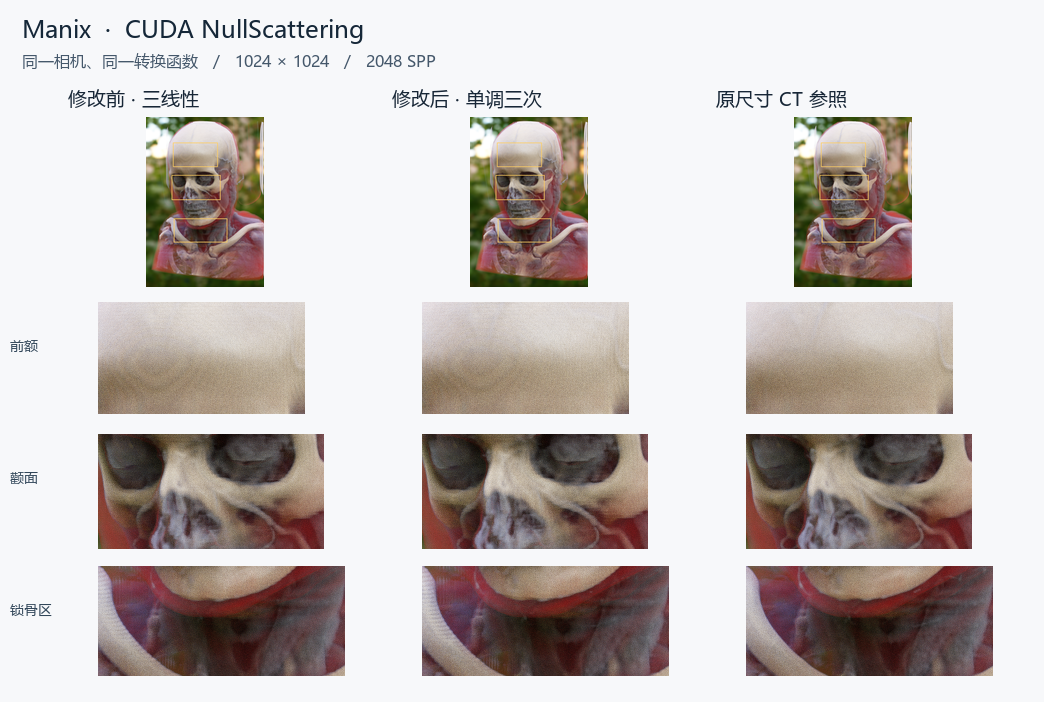 Manix · CUDA NullScattering
同一相机、同一转换函数 / 1024 × 1024 / 2048 SPP
修改前 · 三线性
修改后 · 单调三次
原尺寸 CT 参照
前额
颧面
锁骨区